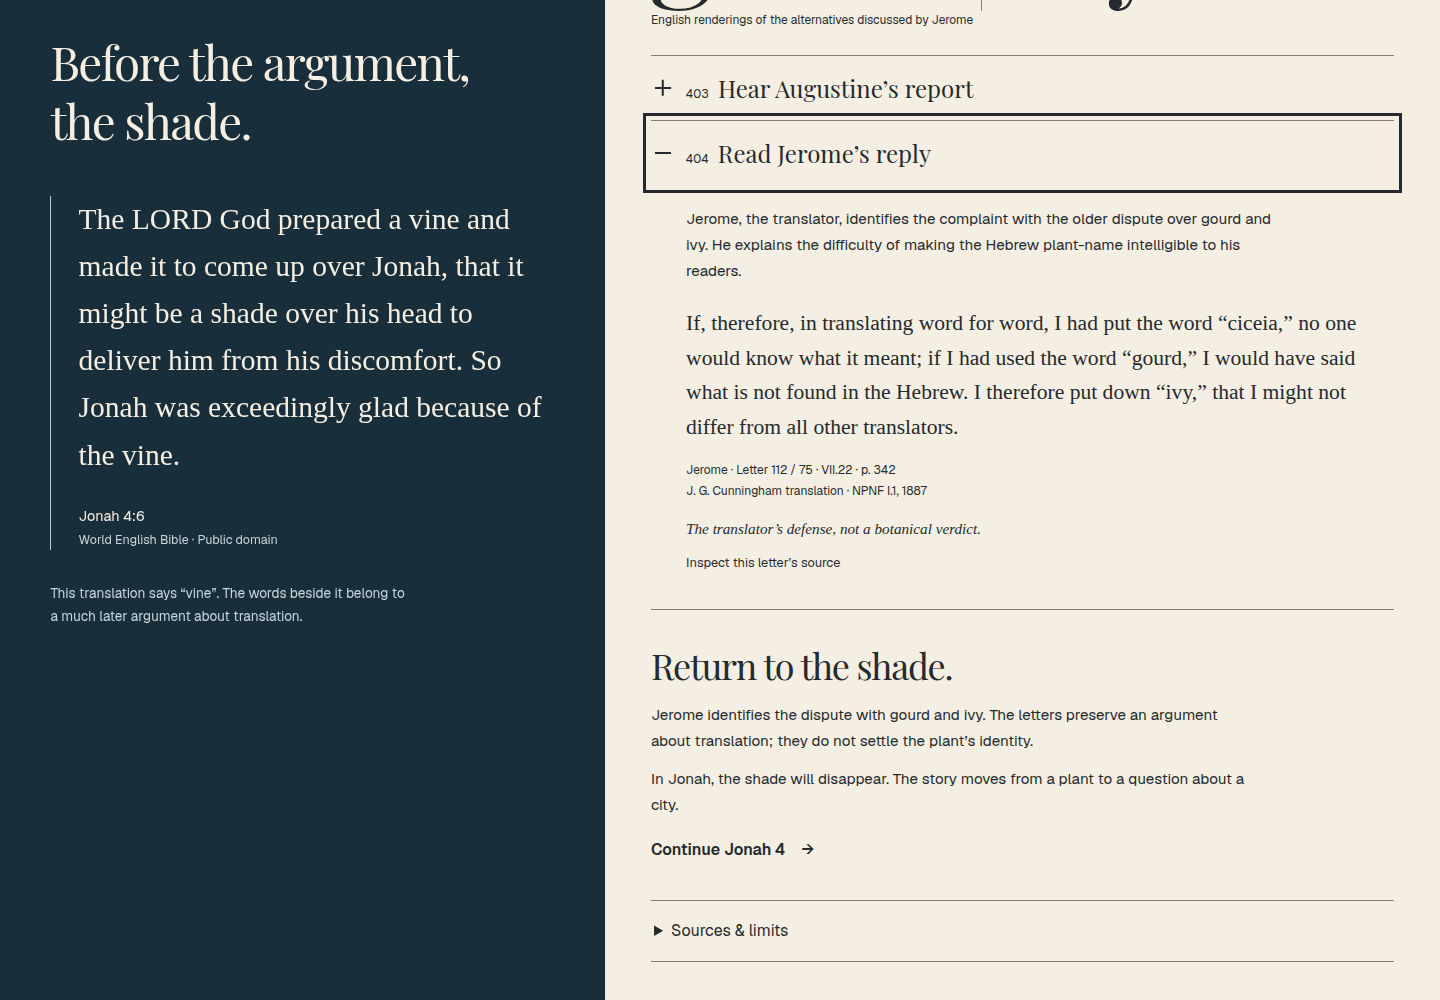 Before the argument,
the shade.
The LORD God prepared a vine and
made it to come up over Jonah, that it
might be a shade over his head to
deliver him from his discomfort. So
Jonah was exceedingly glad because of
the vine.
Jonah 4:6
World English Bible · Public domain
This translation says “vine”. The words beside it belong to
a much later argument about translation.
English renderings of the alternatives discussed by Jerome
403 Hear Augustine’s report
404 Read Jerome’s reply
Jerome, the translator, identifies the complaint with the older dispute over gourd and
ivy. He explains the difficulty of making the Hebrew plant-name intelligible to his
readers.
If, therefore, in translating word for word, I had put the word “ciceia,” no one
would know what it meant; if I had used the word “gourd,” I would have said
what is not found in the Hebrew. I therefore put down “ivy,” that I might not
differ from all other translators.
Jerome · Letter 112 / 75 · VII.22 · p. 342
J. G. Cunningham translation · NPNF I.1, 1887
The translator’s defense, not a botanical verdict.
Inspect this letter’s source
Return to the shade.
Jerome identifies the dispute with gourd and ivy. The letters preserve an argument
about translation; they do not settle the plant’s identity.
In Jonah, the shade will disappear. The story moves from a plant to a question about a
city.
Continue Jonah 4 →
Sources & limits